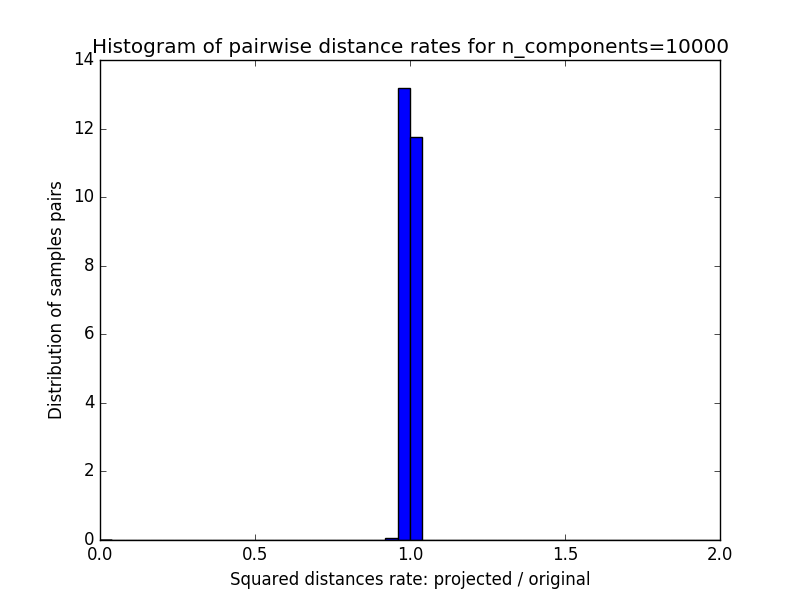 Histogram of pairwise distance rates for n_components=10000
14
12
10
8
6
4
2
0
Distribution of samples pairs
0.0 0.5 1.0 1.5 2.0
Squared distances rate: projected / original